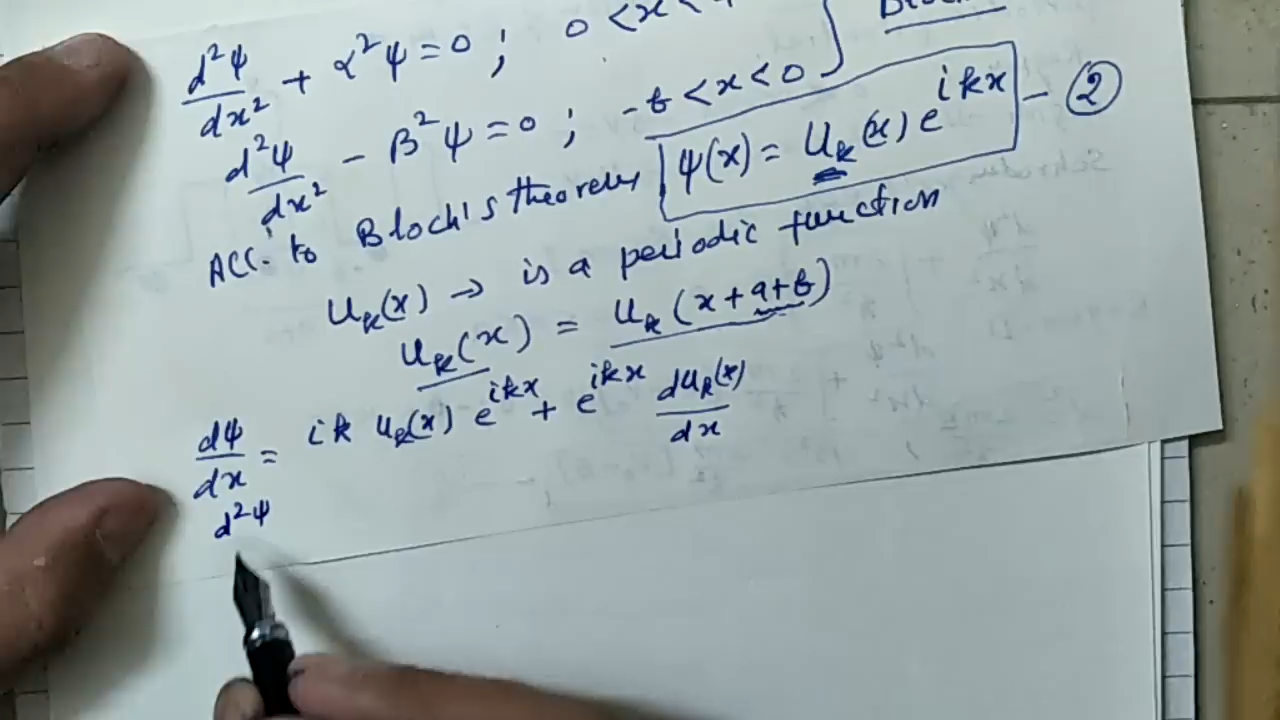 d²ψ/dx² + α²ψ = 0 ; 0 < x <
d²ψ/dx² - β²ψ = 0 ; -b < x < 0
Acc. to Bloch's theorem ψ(x) = U_k(x) e^{ikx} - ②
U_k(x) → is a periodic function
U_k(x) = U_k(x + a+b)
dψ/dx = ik u_k(x) e^{ikx} + e^{ikx} du_k(x)/dx
d²ψ